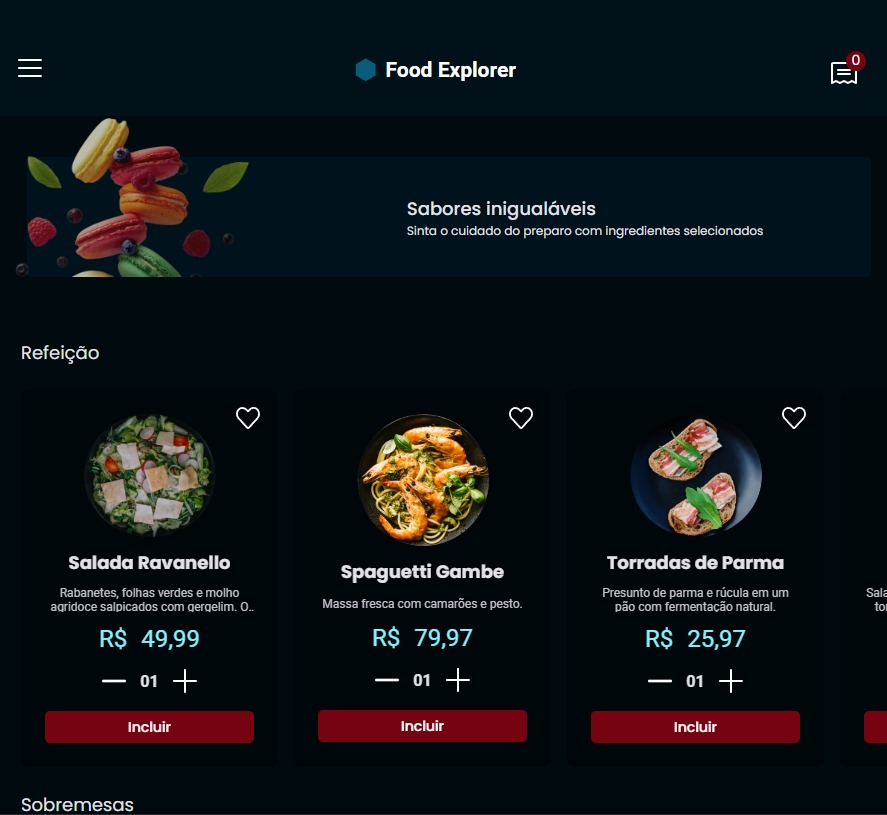 Food Explorer
0
Sabores inigualáveis
Sinta o cuidado do preparo com ingredientes selecionados
Refeição
Salada Ravanello
Rabanetes, folhas verdes e molho
agridoce salpicados com gergelim. O..
R$ 49,99
01
Incluir
Spaguetti Gambe
Massa fresca com camarões e pesto.
R$ 79,97
01
Incluir
Torradas de Parma
Presunto de parma e rúcula em um
pão com fermentação natural.
R$ 25,97
01
Incluir
Sobremesas